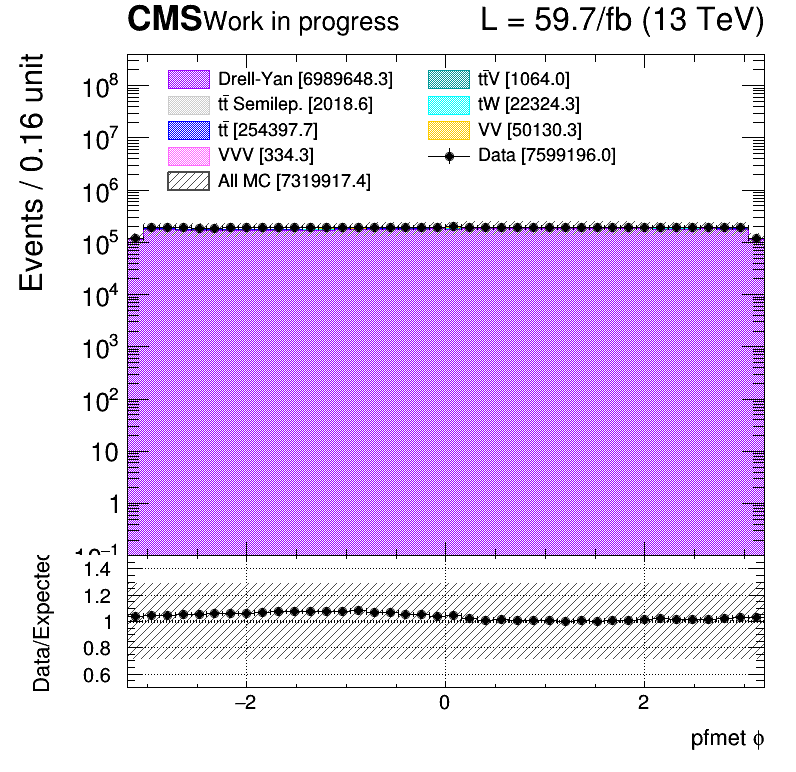 CMS Work in progress L = 59.7/fb (13 TeV)
Events / 0.16 unit
Drell-Yan [6989648.3]
tt̄ Semilep. [2018.6]
tt̄ [254397.7]
VVV [334.3]
All MC [7319917.4]
tt̄V [1064.0]
tW [22324.3]
VV [50130.3]
Data [7599196.0]
10⁸
10⁷
10⁶
10⁵
10⁴
10³
10²
10
1
10⁻¹
Data/Expected
1.4
1.2
1
0.8
0.6
−2 0 2
pfmet ϕ